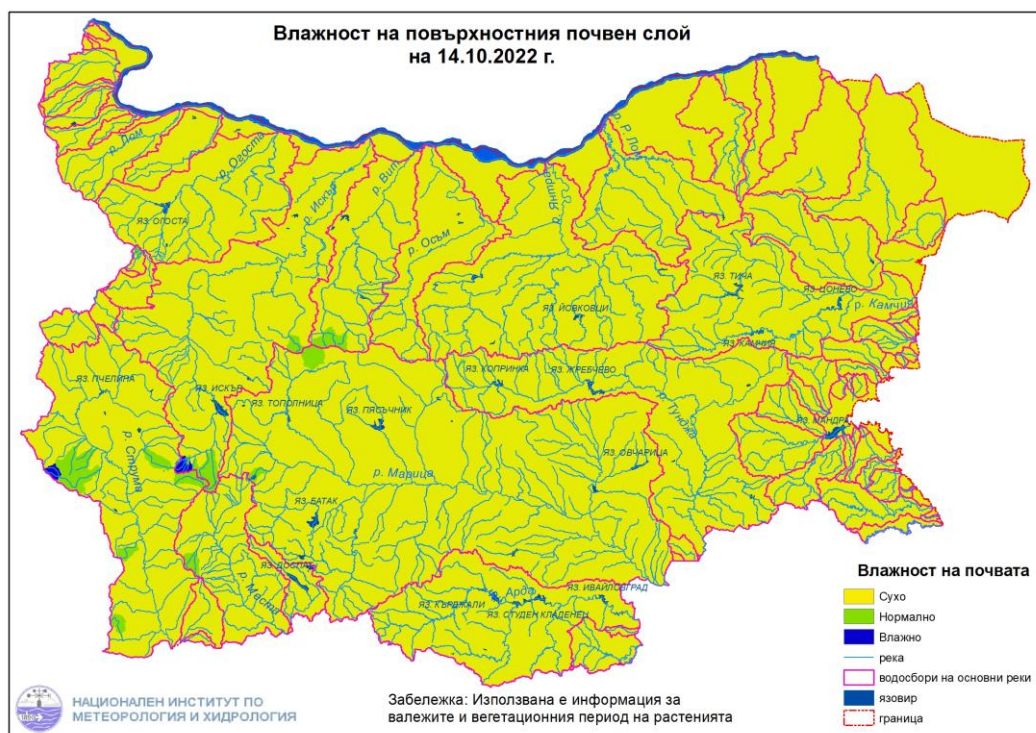 Влажност на повърхностния почвен слой
на 14.10.2022 г.
р. Лом
р. Огоста
р. Искър
р. Вит
р. Осъм
р. Янтра
р. Р Лом
ЯЗ. ОГОСТА
ЯЗ. ТИЧА
ЯЗ. ЦОНЕВО
р. Камчия
ЯЗ. ЙОВКОВЦИ
ЯЗ. КАМЧИЯ
ЯЗ. ПЧЕЛИНА
ЯЗ. ИСКЪР
ЯЗ. ТОПОЛНИЦА
ЯЗ. ПЯСЪЧНИК
ЯЗ. КОПРИНКА
ЯЗ. ЖРЕБЧЕВО
р. Тунджа
ЯЗ. МАНДРА
р. Струма
р. Марица
ЯЗ. ОВЧАРИЦА
ЯЗ. БАТАК
ЯЗ. ДОСПАТ
р. Места
р. Арда
ЯЗ. ИВАЙЛОВГРАД
ЯЗ. КЪРДЖАЛИ
ЯЗ. СТУДЕН КЛАДЕНЕЦ
Влажност на почвата
Сухо
Нормално
Влажно
река
водосбори на основни реки
язовир
граница
НАЦИОНАЛЕН ИНСТИТУТ ПО
МЕТЕОРОЛОГИЯ И ХИДРОЛОГИЯ
Забележка: Използвана е информация за
валежите и вегетационния период на растенията